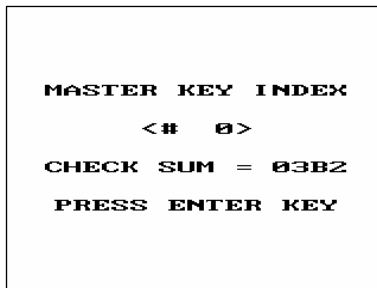 MASTER KEY INDEX
<# 0>
CHECK SUM = 03B2
PRESS ENTER KEY